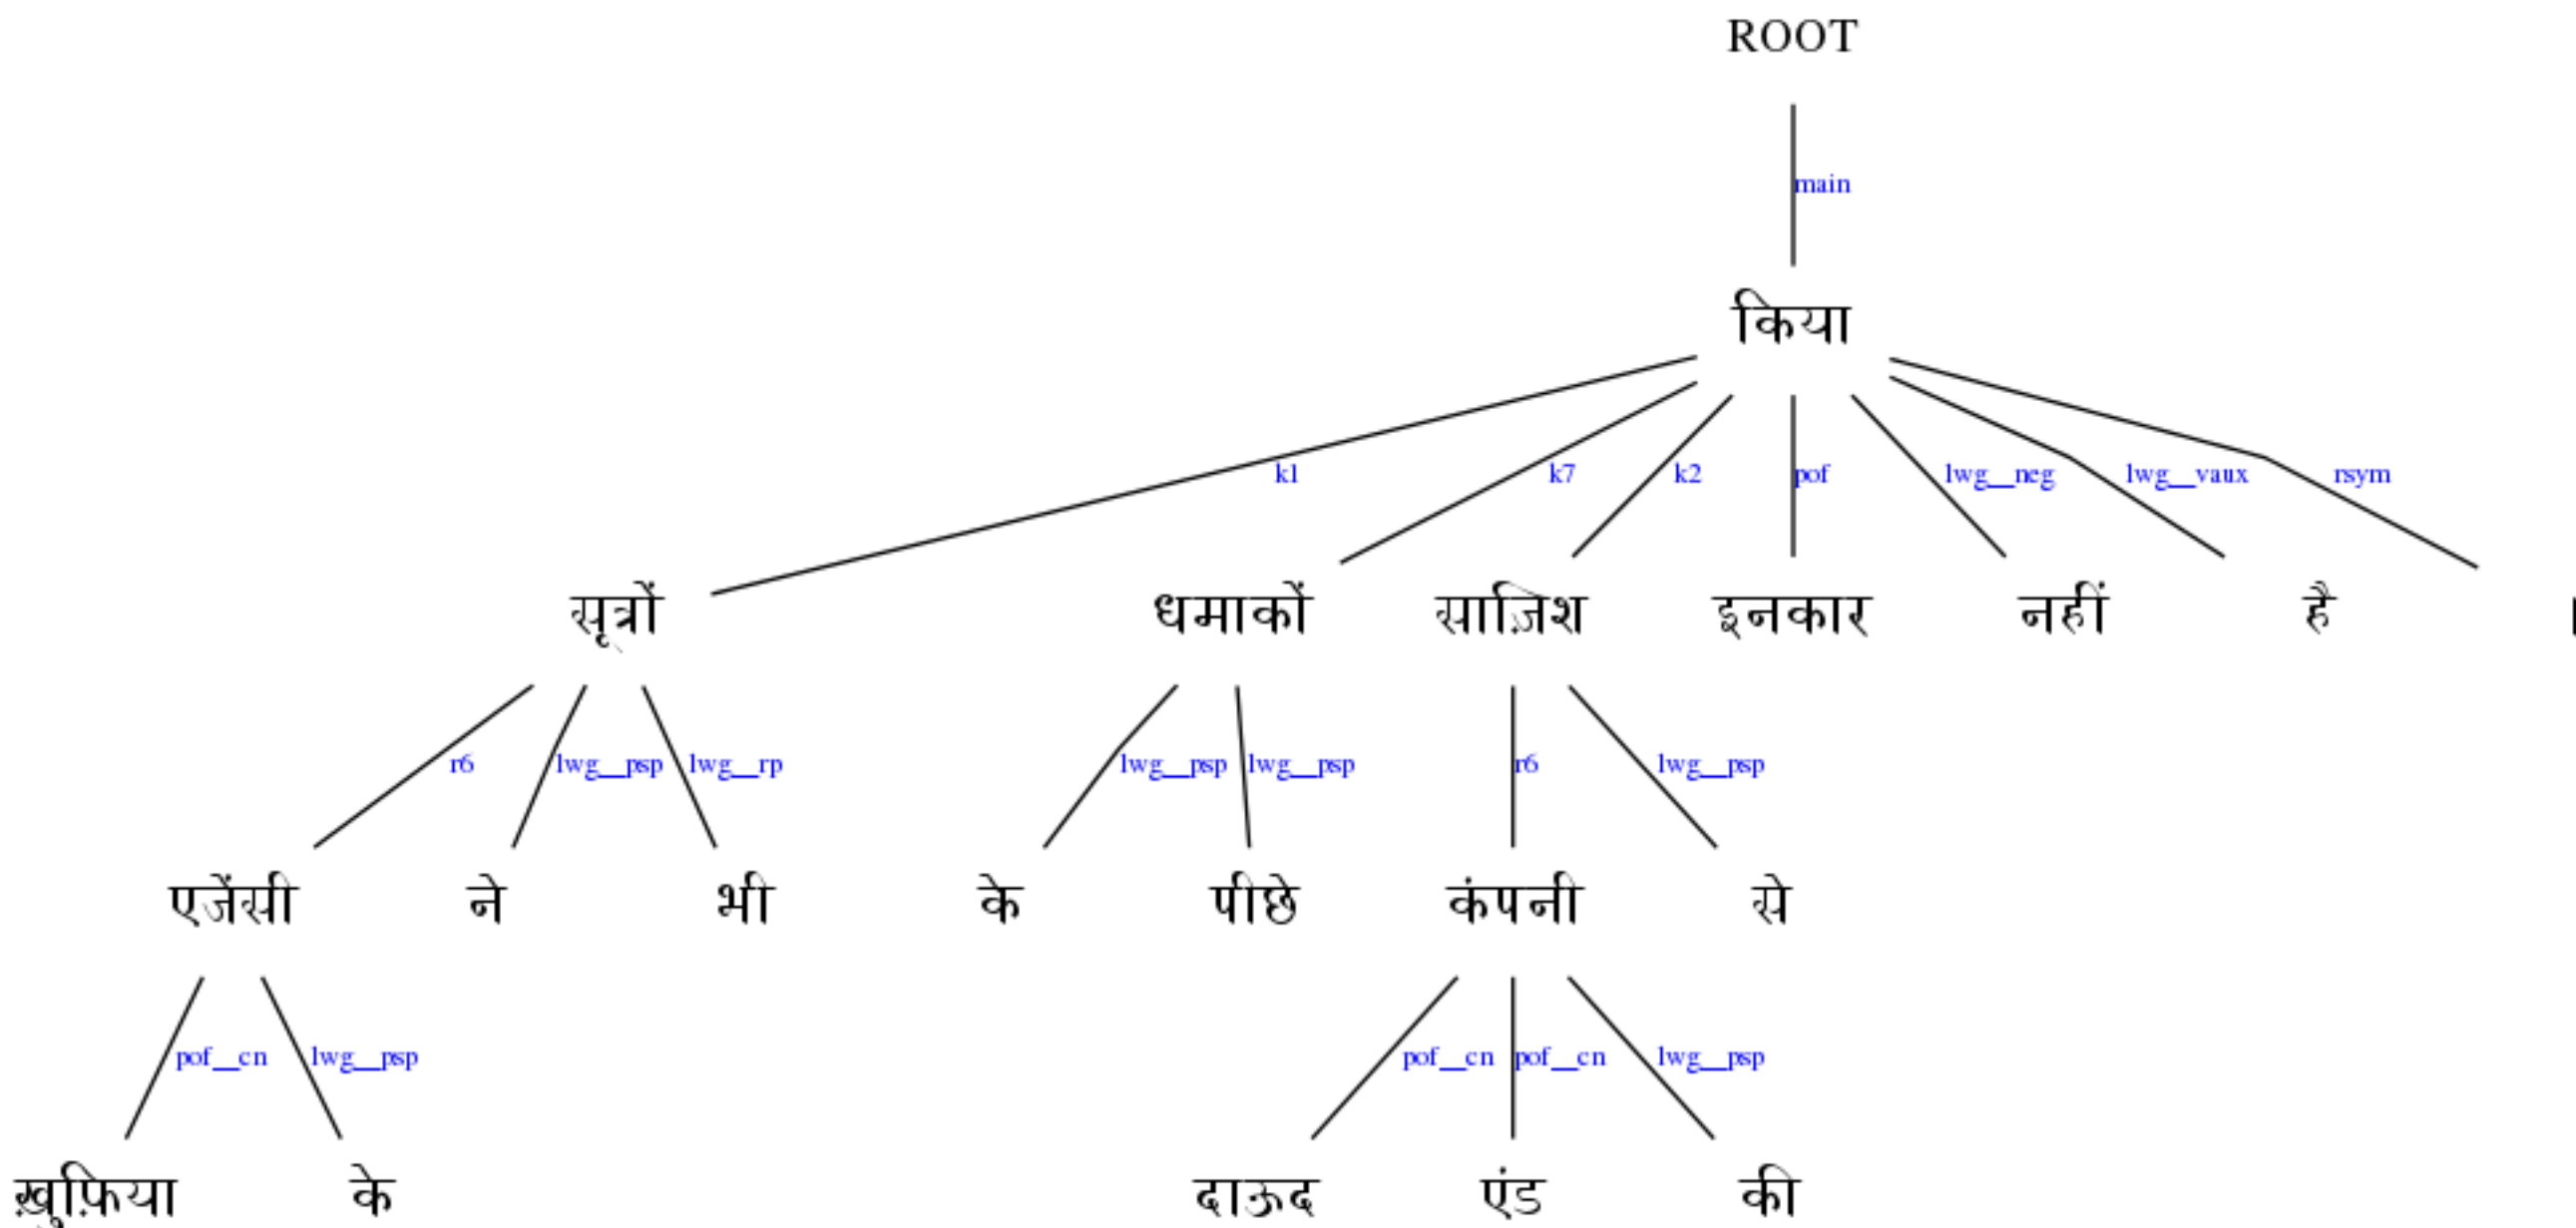 ROOT
main
किया
k1 k7 k2 pof lwg__neg lwg__vaux rsym
सूत्रों धमाकों साज़िश इनकार नहीं है ।
r6 lwg__psp lwg__rp lwg__psp lwg__psp r6 lwg__psp
एजेंसी ने भी के पीछे कंपनी से
pof__cn lwg__psp pof__cn pof__cn lwg__psp
ख़ुफ़िया के दाऊद एंड की